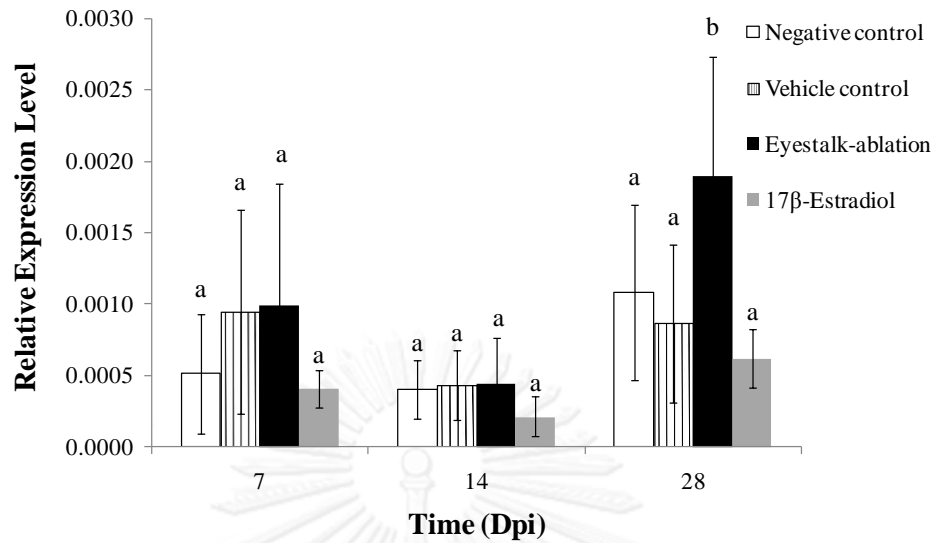 b
Negative control
Vehicle control
Eyestalk-ablation
17β-Estradiol
Relative Expression Level
0.0030
0.0025
0.0020
0.0015
0.0010
0.0005
0.0000
a a a a
a a a a
a a a
7 14 28
Time (Dpi)